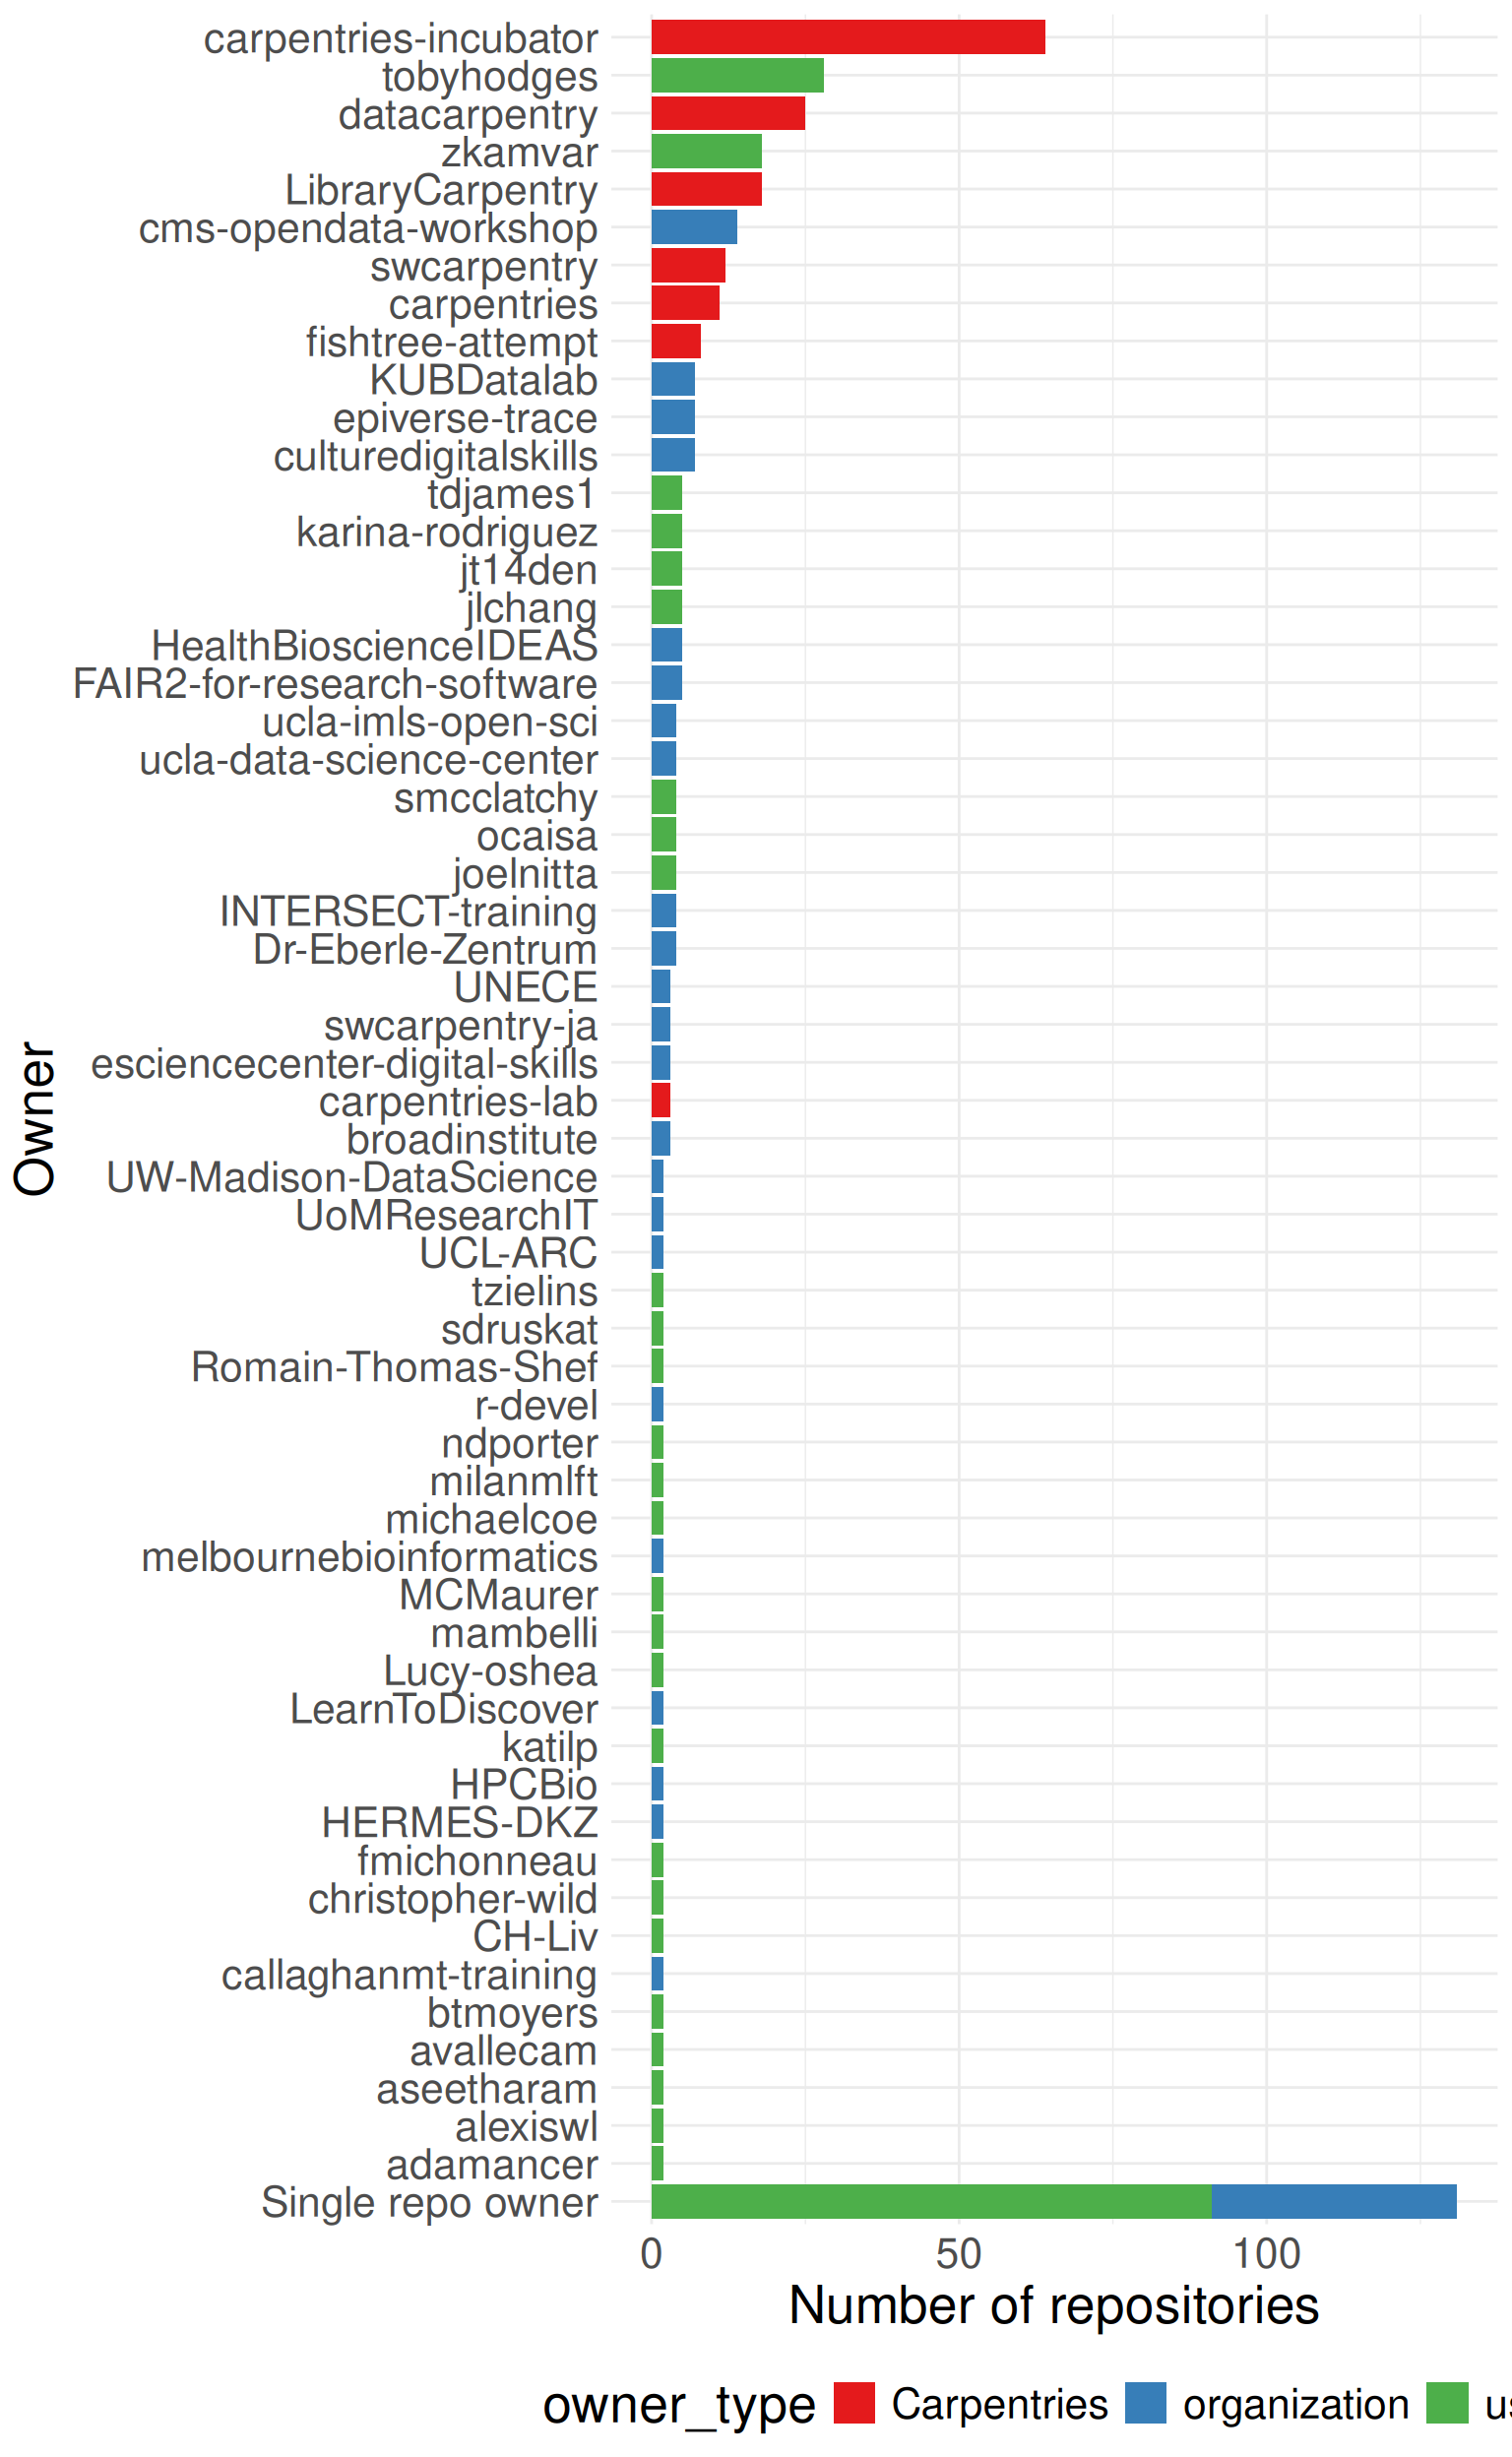 carpentries-incubator
tobyhodges
datacarpentry
zkamvar
LibraryCarpentry
cms-opendata-workshop
swcarpentry
carpentries
fishtree-attempt
KUBDatalab
epiverse-trace
culturedigitalskills
tdjames1
karina-rodriguez
jt14den
jlchang
HealthBioscienceIDEAS
FAIR2-for-research-software
ucla-imls-open-sci
ucla-data-science-center
smcclatchy
ocaisa
joelnitta
INTERSECT-training
Dr-Eberle-Zentrum
UNECE
swcarpentry-ja
esciencecenter-digital-skills
carpentries-lab
broadinstitute
UW-Madison-DataScience
UoMResearchIT
UCL-ARC
tzielins
sdruskat
Romain-Thomas-Shef
r-devel
ndporter
milanmlft
michaelcoe
melbournebioinformatics
MCMaurer
mambelli
Lucy-oshea
LearnToDiscover
katilp
HPCBio
HERMES-DKZ
fmichonneau
christopher-wild
CH-Liv
callaghanmt-training
btmoyers
avallecam
aseetharam
alexiswl
adamancer
Single repo owner
Owner
0 50 100
Number of repositories
owner_type Carpentries organization